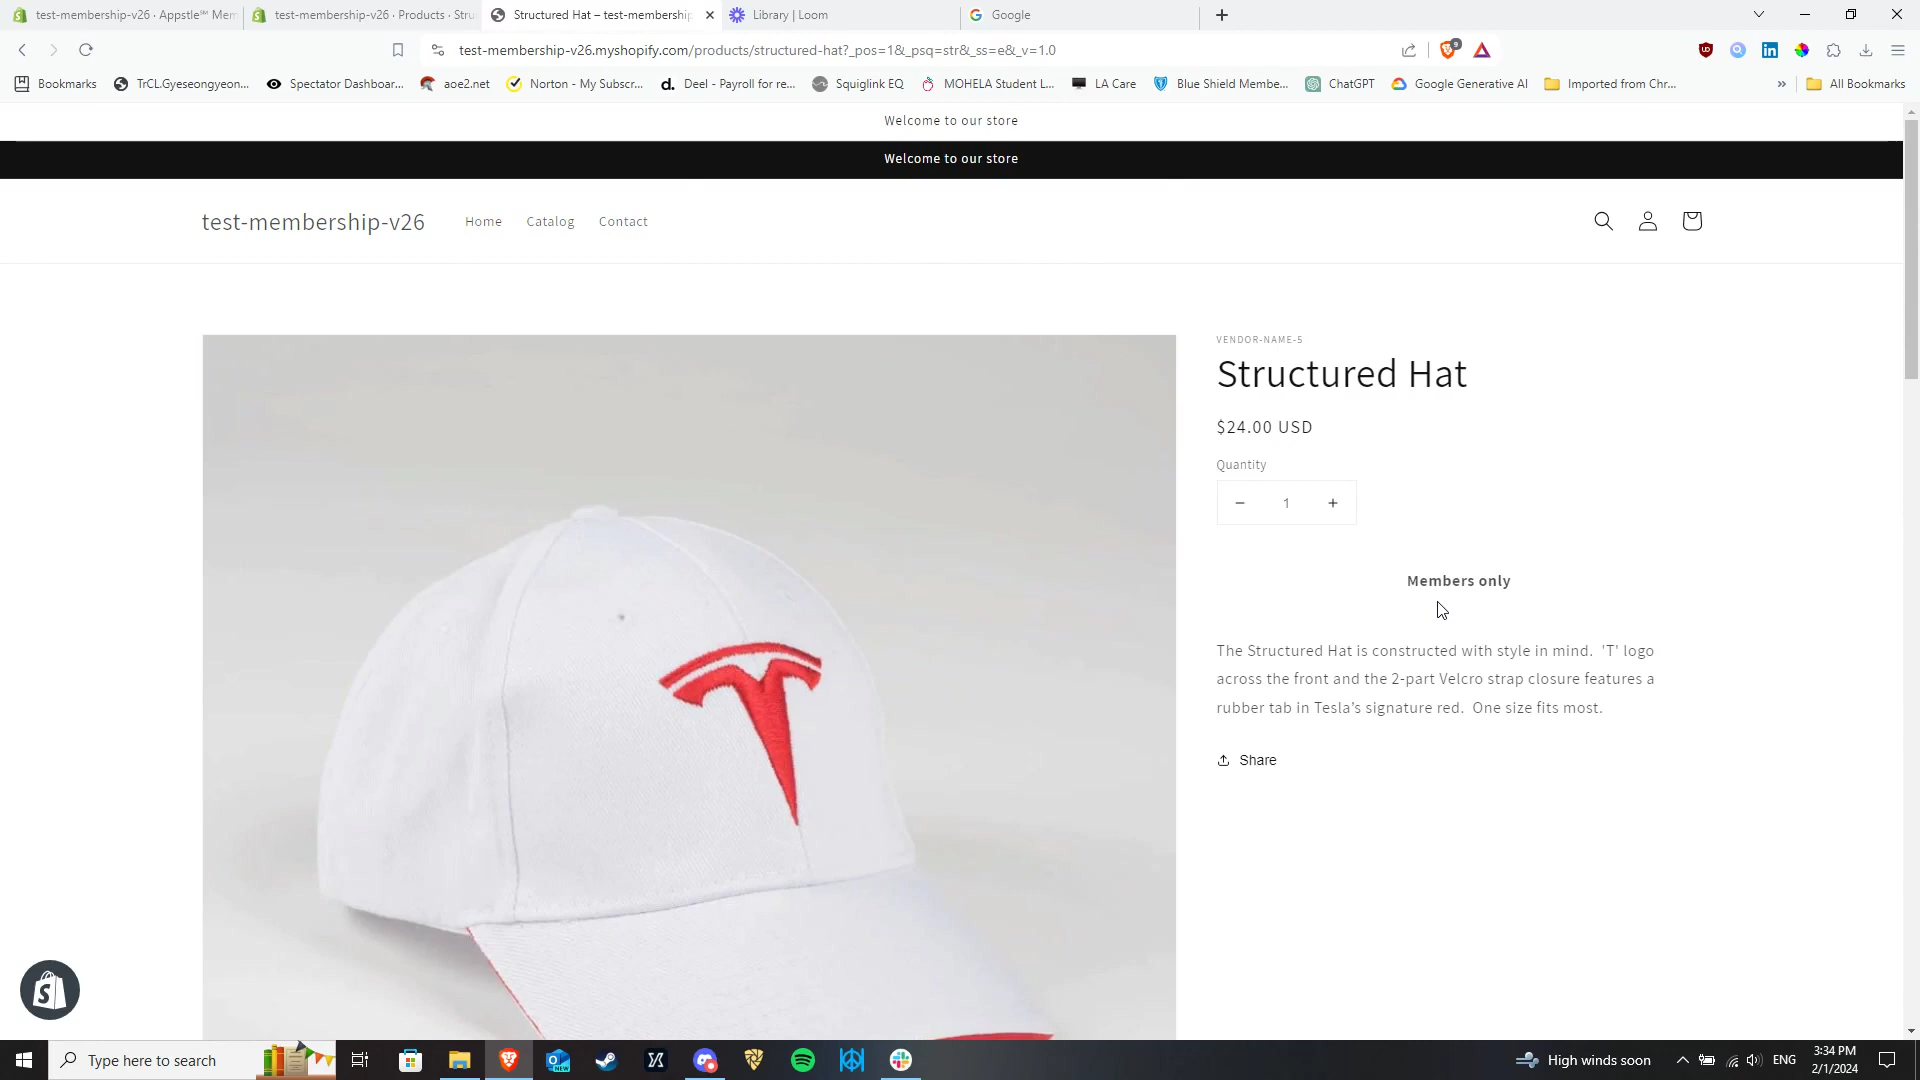 test-membership-v26 · Appstle℠ Mem
test-membership-v26 · Products · Stru
Structured Hat – test-membership
Library | Loom
Google
test-membership-v26.myshopify.com/products/structured-hat?_pos=1&_psq=str&_ss=e&_v=1.0
9
Bookmarks
TrCL.Gyeseongyeon...
Spectator Dashboar...
aoe2.net
Norton - My Subscr...
Deel - Payroll for re...
Squiglink EQ
MOHELA Student L...
LA Care
Blue Shield Membe...
ChatGPT
Google Generative AI
Imported from Chr...
»
All Bookmarks
Welcome to our store
Welcome to our store
test-membership-v26
Home
Catalog
Contact
VENDOR-NAME-5
Structured Hat
$24.00 USD
Quantity
− 1 +
Members only
The Structured Hat is constructed with style in mind. 'T' logo
across the front and the 2-part Velcro strap closure features a
rubber tab in Tesla's signature red. One size fits most.
Share
Type here to search
High winds soon
ENG
3:34 PM
2/1/2024